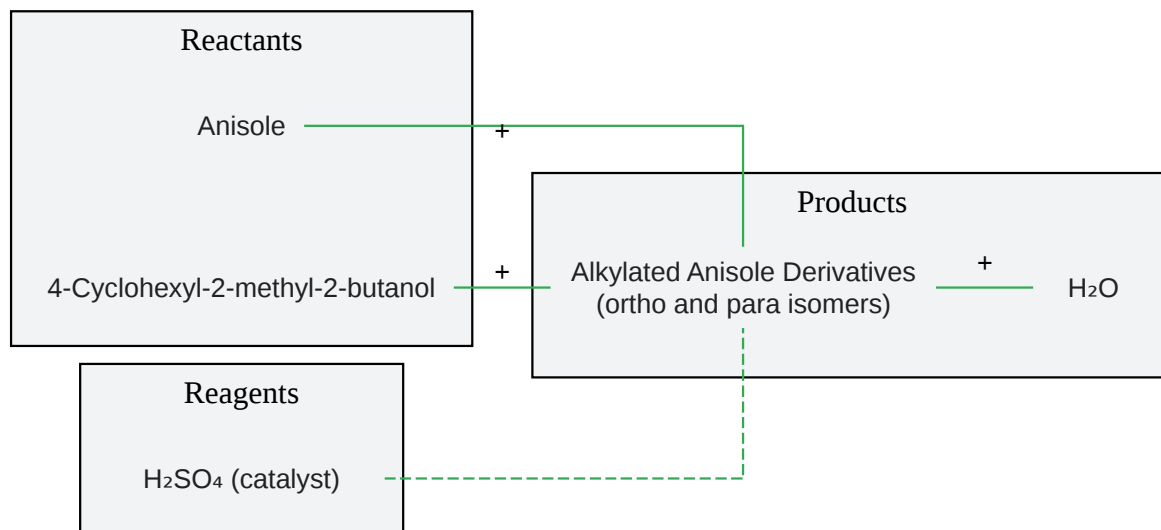 Reactants
Anisole
+
4-Cyclohexyl-2-methyl-2-butanol
+
Products
Alkylated Anisole Derivatives
(ortho and para isomers)
+
H₂O
Reagents
H₂SO₄ (catalyst)